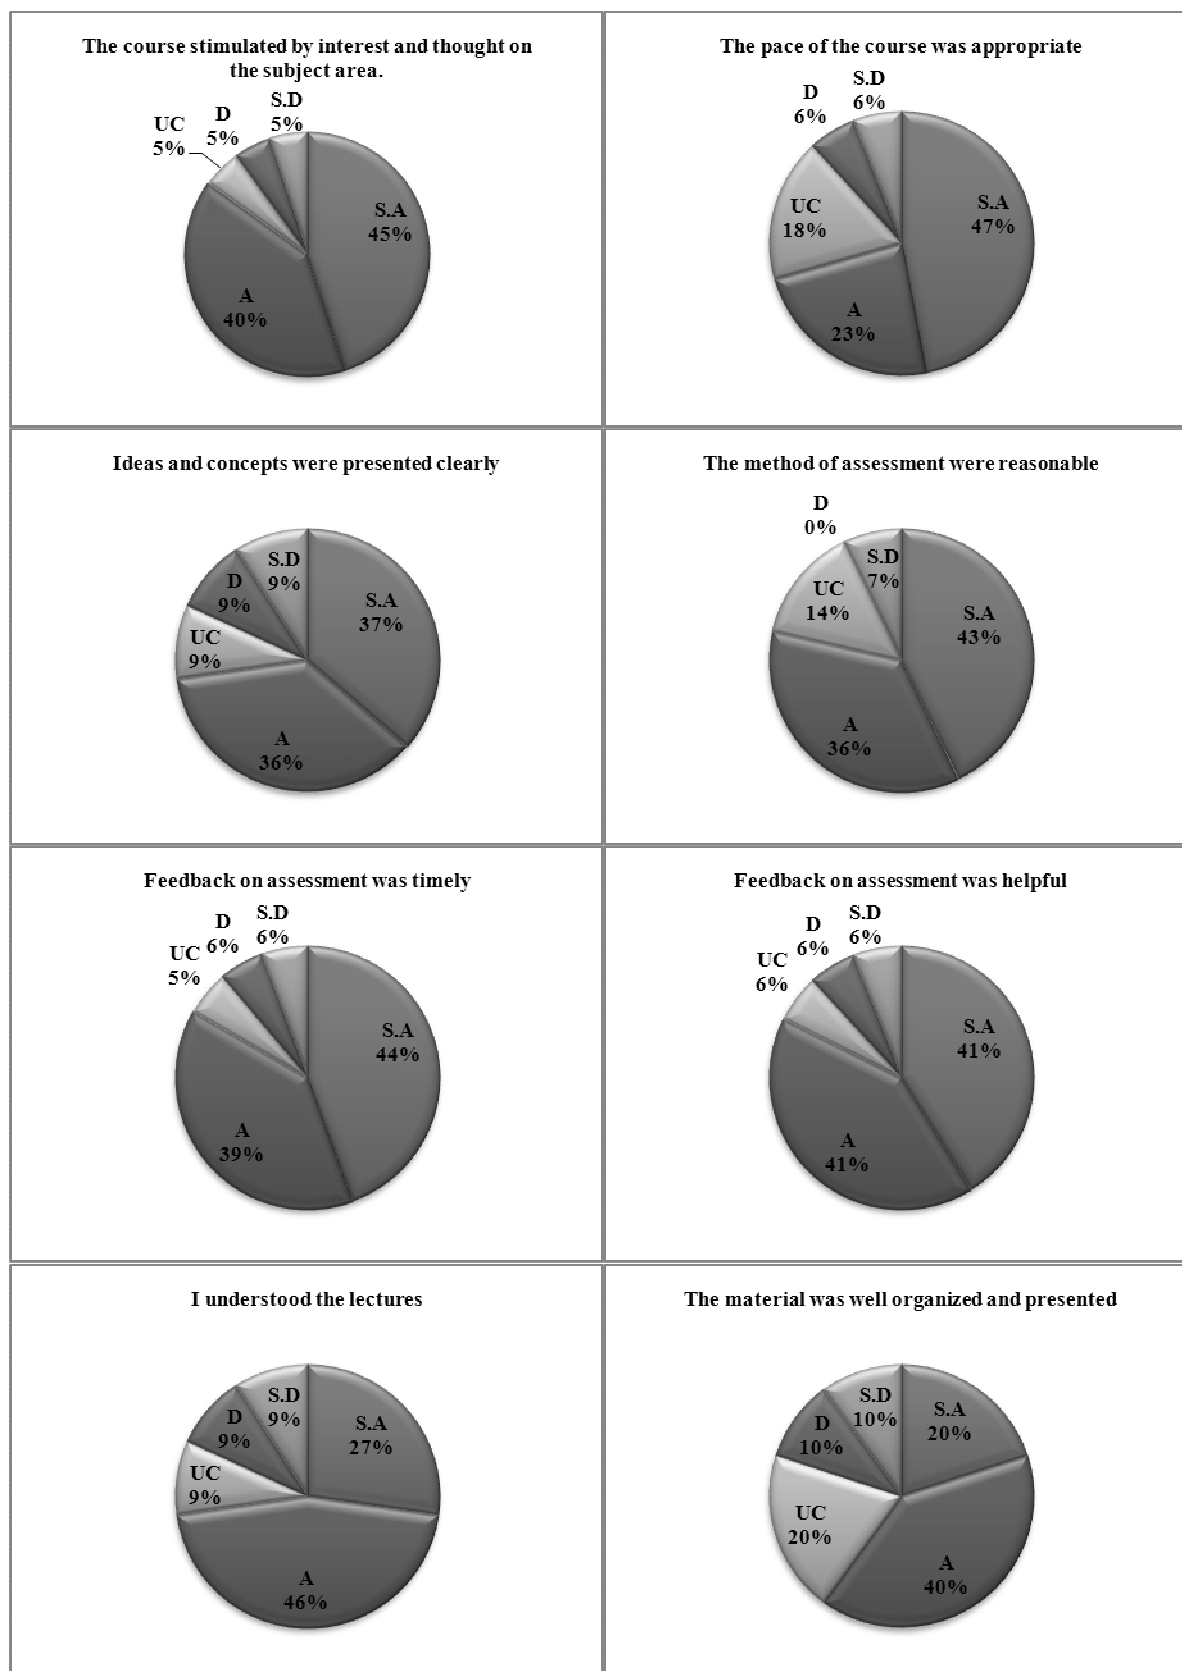 The course stimulated by interest and thought on
the subject area.
S.D
5%
D
5%
UC
5%
S.A
45%
A
40%
The pace of the course was appropriate
S.D
6%
D
6%
UC
18%
S.A
47%
A
23%
Ideas and concepts were presented clearly
S.D
9%
D
9%
S.A
37%
UC
9%
A
36%
The method of assessment were reasonable
D
0%
S.D
7%
UC
14%
S.A
43%
A
36%
Feedback on assessment was timely
S.D
6%
D
6%
UC
5%
S.A
44%
A
39%
Feedback on assessment was helpful
S.D
6%
D
6%
UC
6%
S.A
41%
A
41%
I understood the lectures
S.D
9%
D
9%
S.A
27%
UC
9%
A
46%
The material was well organized and presented
S.D
10%
S.A
20%
D
10%
UC
20%
A
40%